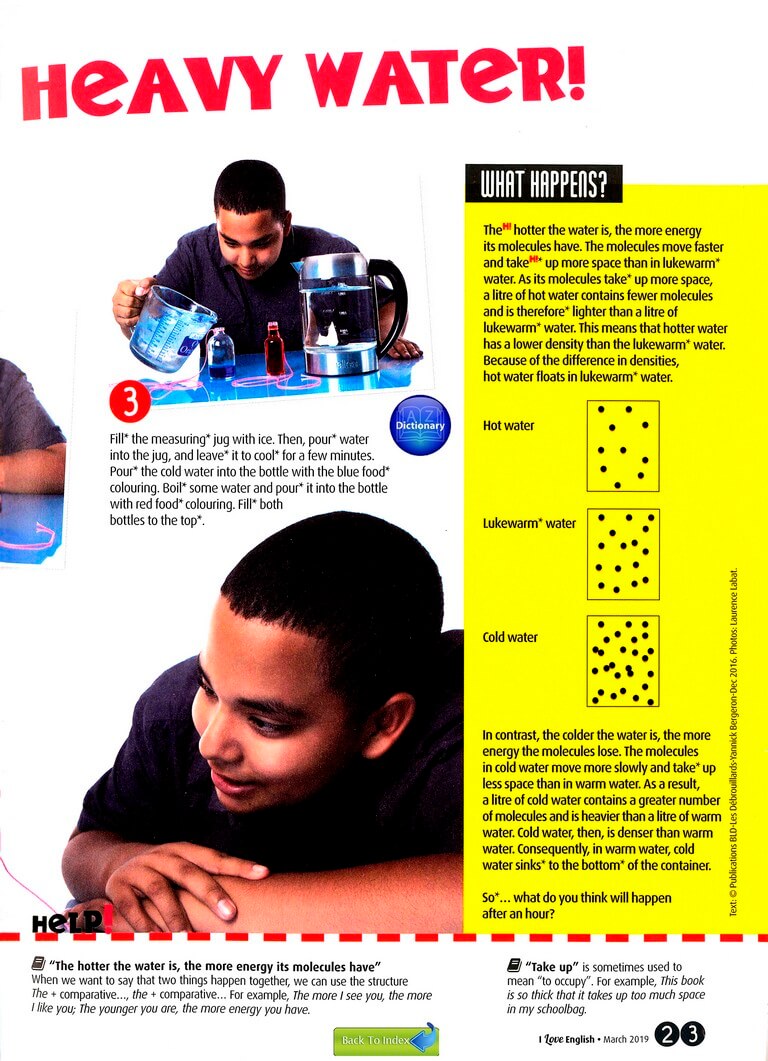 HEAVY WATER!
3
Fill* the measuring* jug with ice. Then, pour* water
into the jug, and leave* it to cool* for a few minutes.
Pour* the cold water into the bottle with the blue food*
colouring. Boil* some water and pour* it into the bottle
with red food* colouring. Fill* both
bottles to the top*.
A Z
Dictionary
WHAT HAPPENS?
The H! hotter the water is, the more energy
its molecules have. The molecules move faster
and take H!* up more space than in lukewarm*
water. As its molecules take* up more space,
a litre of hot water contains fewer molecules
and is therefore* lighter than a litre of
lukewarm* water. This means that hotter water
has a lower density than the lukewarm* water.
Because of the difference in densities,
hot water floats in lukewarm* water.
Hot water
Lukewarm* water
Cold water
In contrast, the colder the water is, the more
energy the molecules lose. The molecules
in cold water move more slowly and take* up
less space than in warm water. As a result,
a litre of cold water contains a greater number
of molecules and is heavier than a litre of warm
water. Cold water, then, is denser than warm
water. Consequently, in warm water, cold
water sinks* to the bottom* of the container.
So*... what do you think will happen
after an hour?
Text: © Publications BLD-Les Débrouillards-Yannick Bergeron-Dec 2016. Photos: Laurence Labat.
HELP!
"The hotter the water is, the more energy its molecules have"
When we want to say that two things happen together, we can use the structure
The + comparative..., the + comparative... For example, The more I see you, the more
I like you; The younger you are, the more energy you have.
"Take up" is sometimes used to
mean "to occupy". For example, This book
is so thick that it takes up too much space
in my schoolbag.
Back To Index
I Love English • March 2019 23